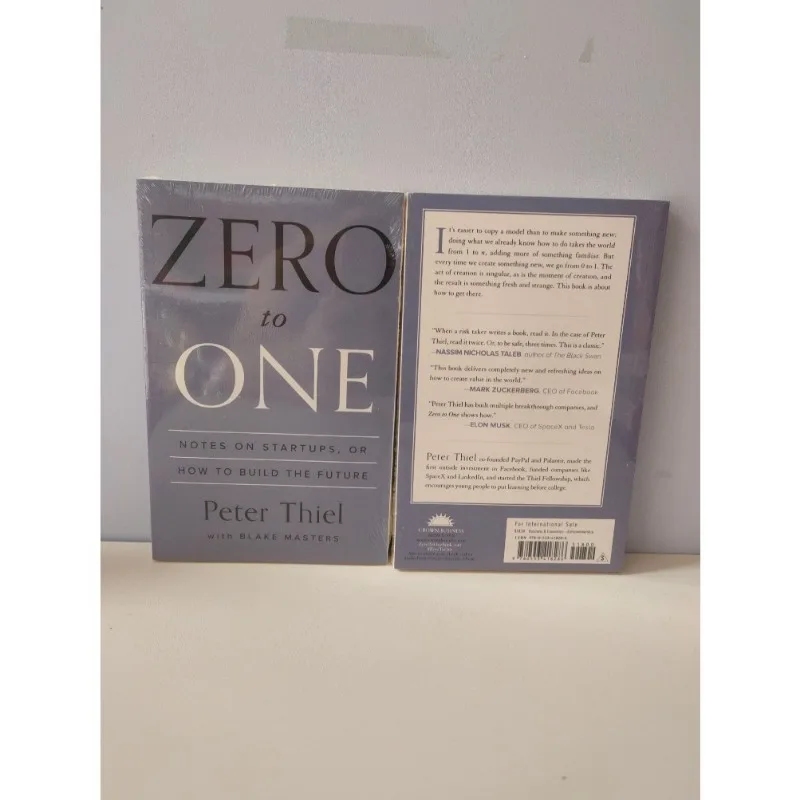 ZERO
to
ONE
NOTES ON STARTUPS, OR
HOW TO BUILD THE FUTURE
Peter Thiel
with BLAKE MASTERS
It's easier to copy a model than to make something new:
doing what we already know how to do takes the world
from 1 to n, adding more of something familiar. But
every time we create something new, we go from 0 to 1. The
act of creation is singular, as is the moment of creation, and
the result is something fresh and strange. This book is about
how to get there.
"When a risk taker writes a book, read it. In the case of Peter
Thiel, read it twice. Or, to be safe, three times. This is a classic."
—NASSIM NICHOLAS TALEB, author of The Black Swan
"This book delivers completely new and refreshing ideas on
how to create value in the world."
—MARK ZUCKERBERG, CEO of Facebook
"Peter Thiel has built multiple breakthrough companies, and
Zero to One shows how."
—ELON MUSK, CEO of SpaceX and Tesla
Peter Thiel co-founded PayPal and Palantir, made the
first outside investment in Facebook, funded companies like
SpaceX and LinkedIn, and started the Thiel Fellowship, which
encourages young people to put learning before college.
CROWN BUSINESS
For International Sale